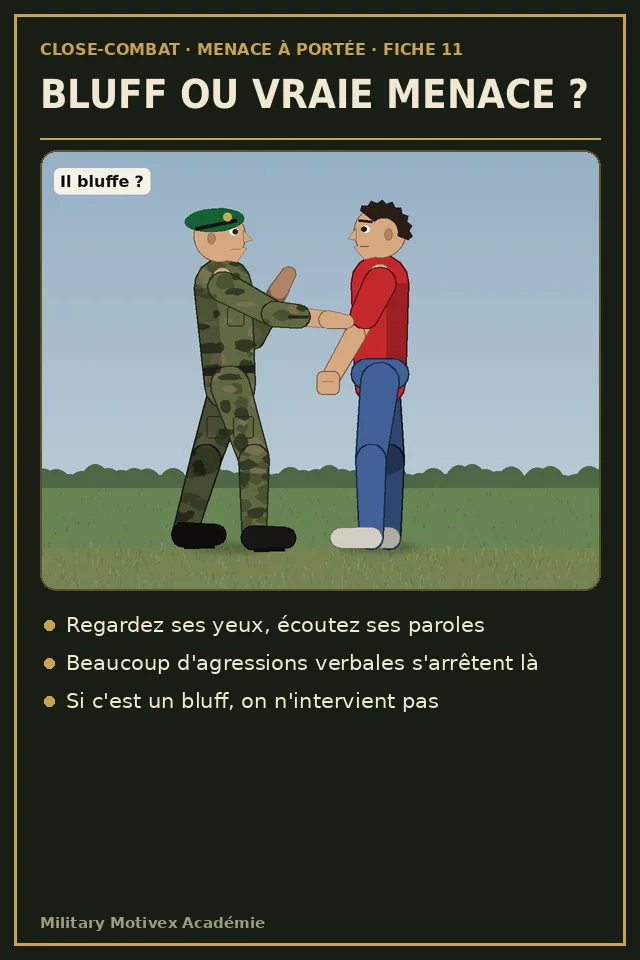 CLOSE-COMBAT · MENACE À PORTÉE · FICHE 11
BLUFF OU VRAIE MENACE ?
Il bluffe ?
Regardez ses yeux, écoutez ses paroles
Beaucoup d'agressions verbales s'arrêtent là
Si c'est un bluff, on n'intervient pas
Military Motivex Académie